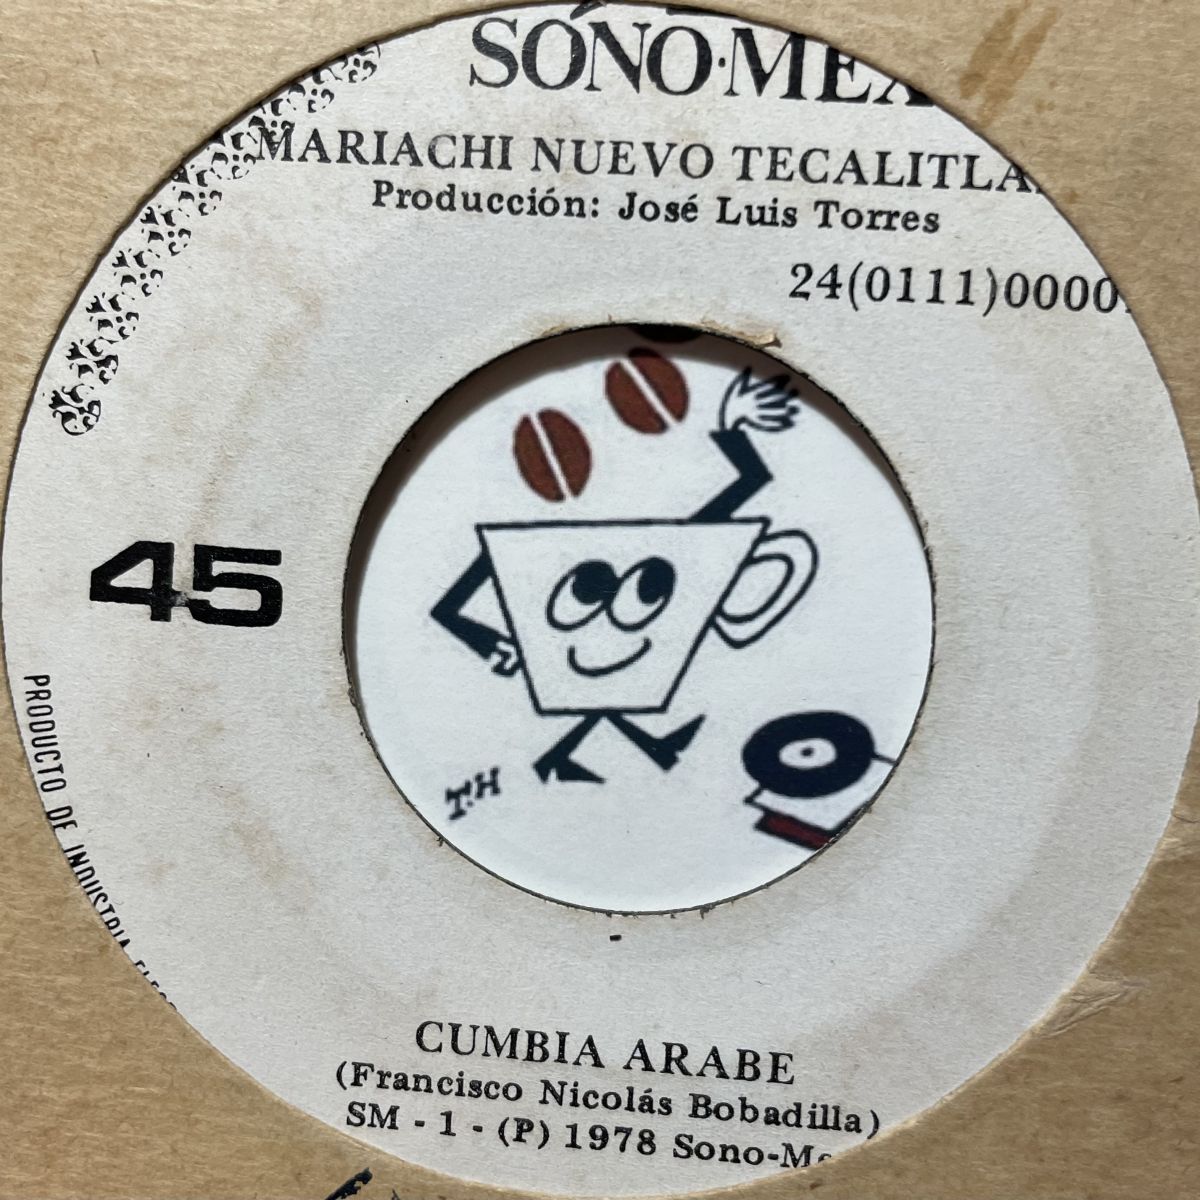 SONO·MEX
MARIACHI NUEVO TECALITLA
Producción: José Luis Torres
24(0111)0000
45
PRODUCTO DE INDUSTRIA
T.H
CUMBIA ARABE
(Francisco Nicolás Bobadilla)
SM - 1 - (P) 1978 Sono-Me